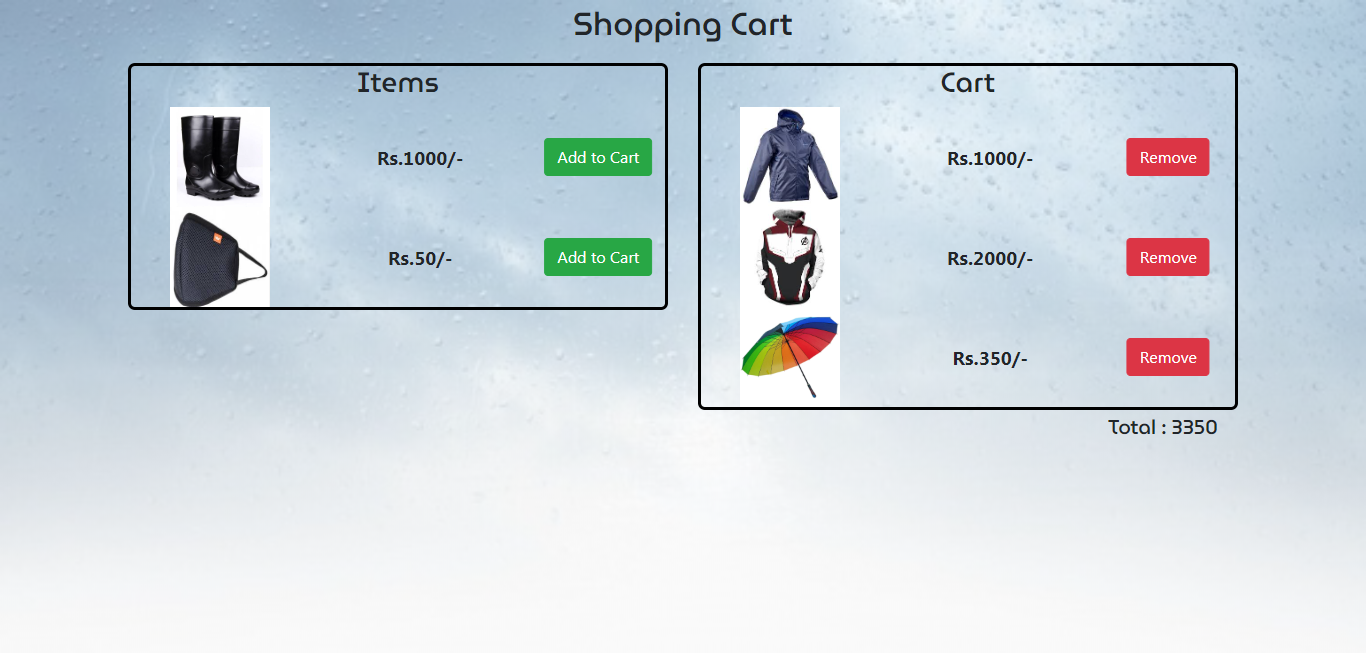 Shopping Cart
Items
Rs.1000/- Add to Cart
Rs.50/- Add to Cart
Cart
Rs.1000/- Remove
Rs.2000/- Remove
Rs.350/- Remove
Total : 3350